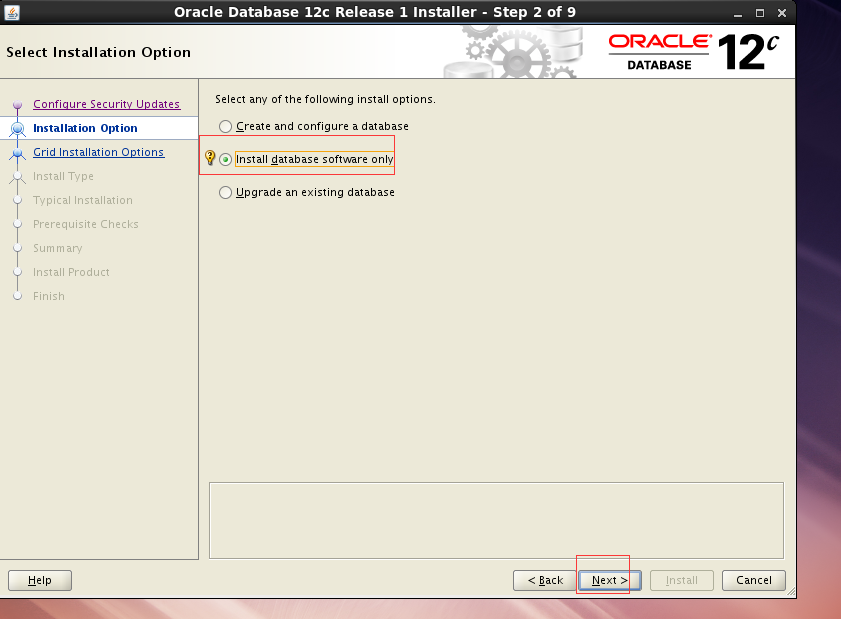 Oracle Database 12c Release 1 Installer - Step 2 of 9
Select Installation Option
ORACLE®
DATABASE
12c
Configure Security Updates
Installation Option
Grid Installation Options
Install Type
Typical Installation
Prerequisite Checks
Summary
Install Product
Finish
Select any of the following install options.
Create and configure a database
Install database software only
Upgrade an existing database
Help
< Back
Next >
Install
Cancel